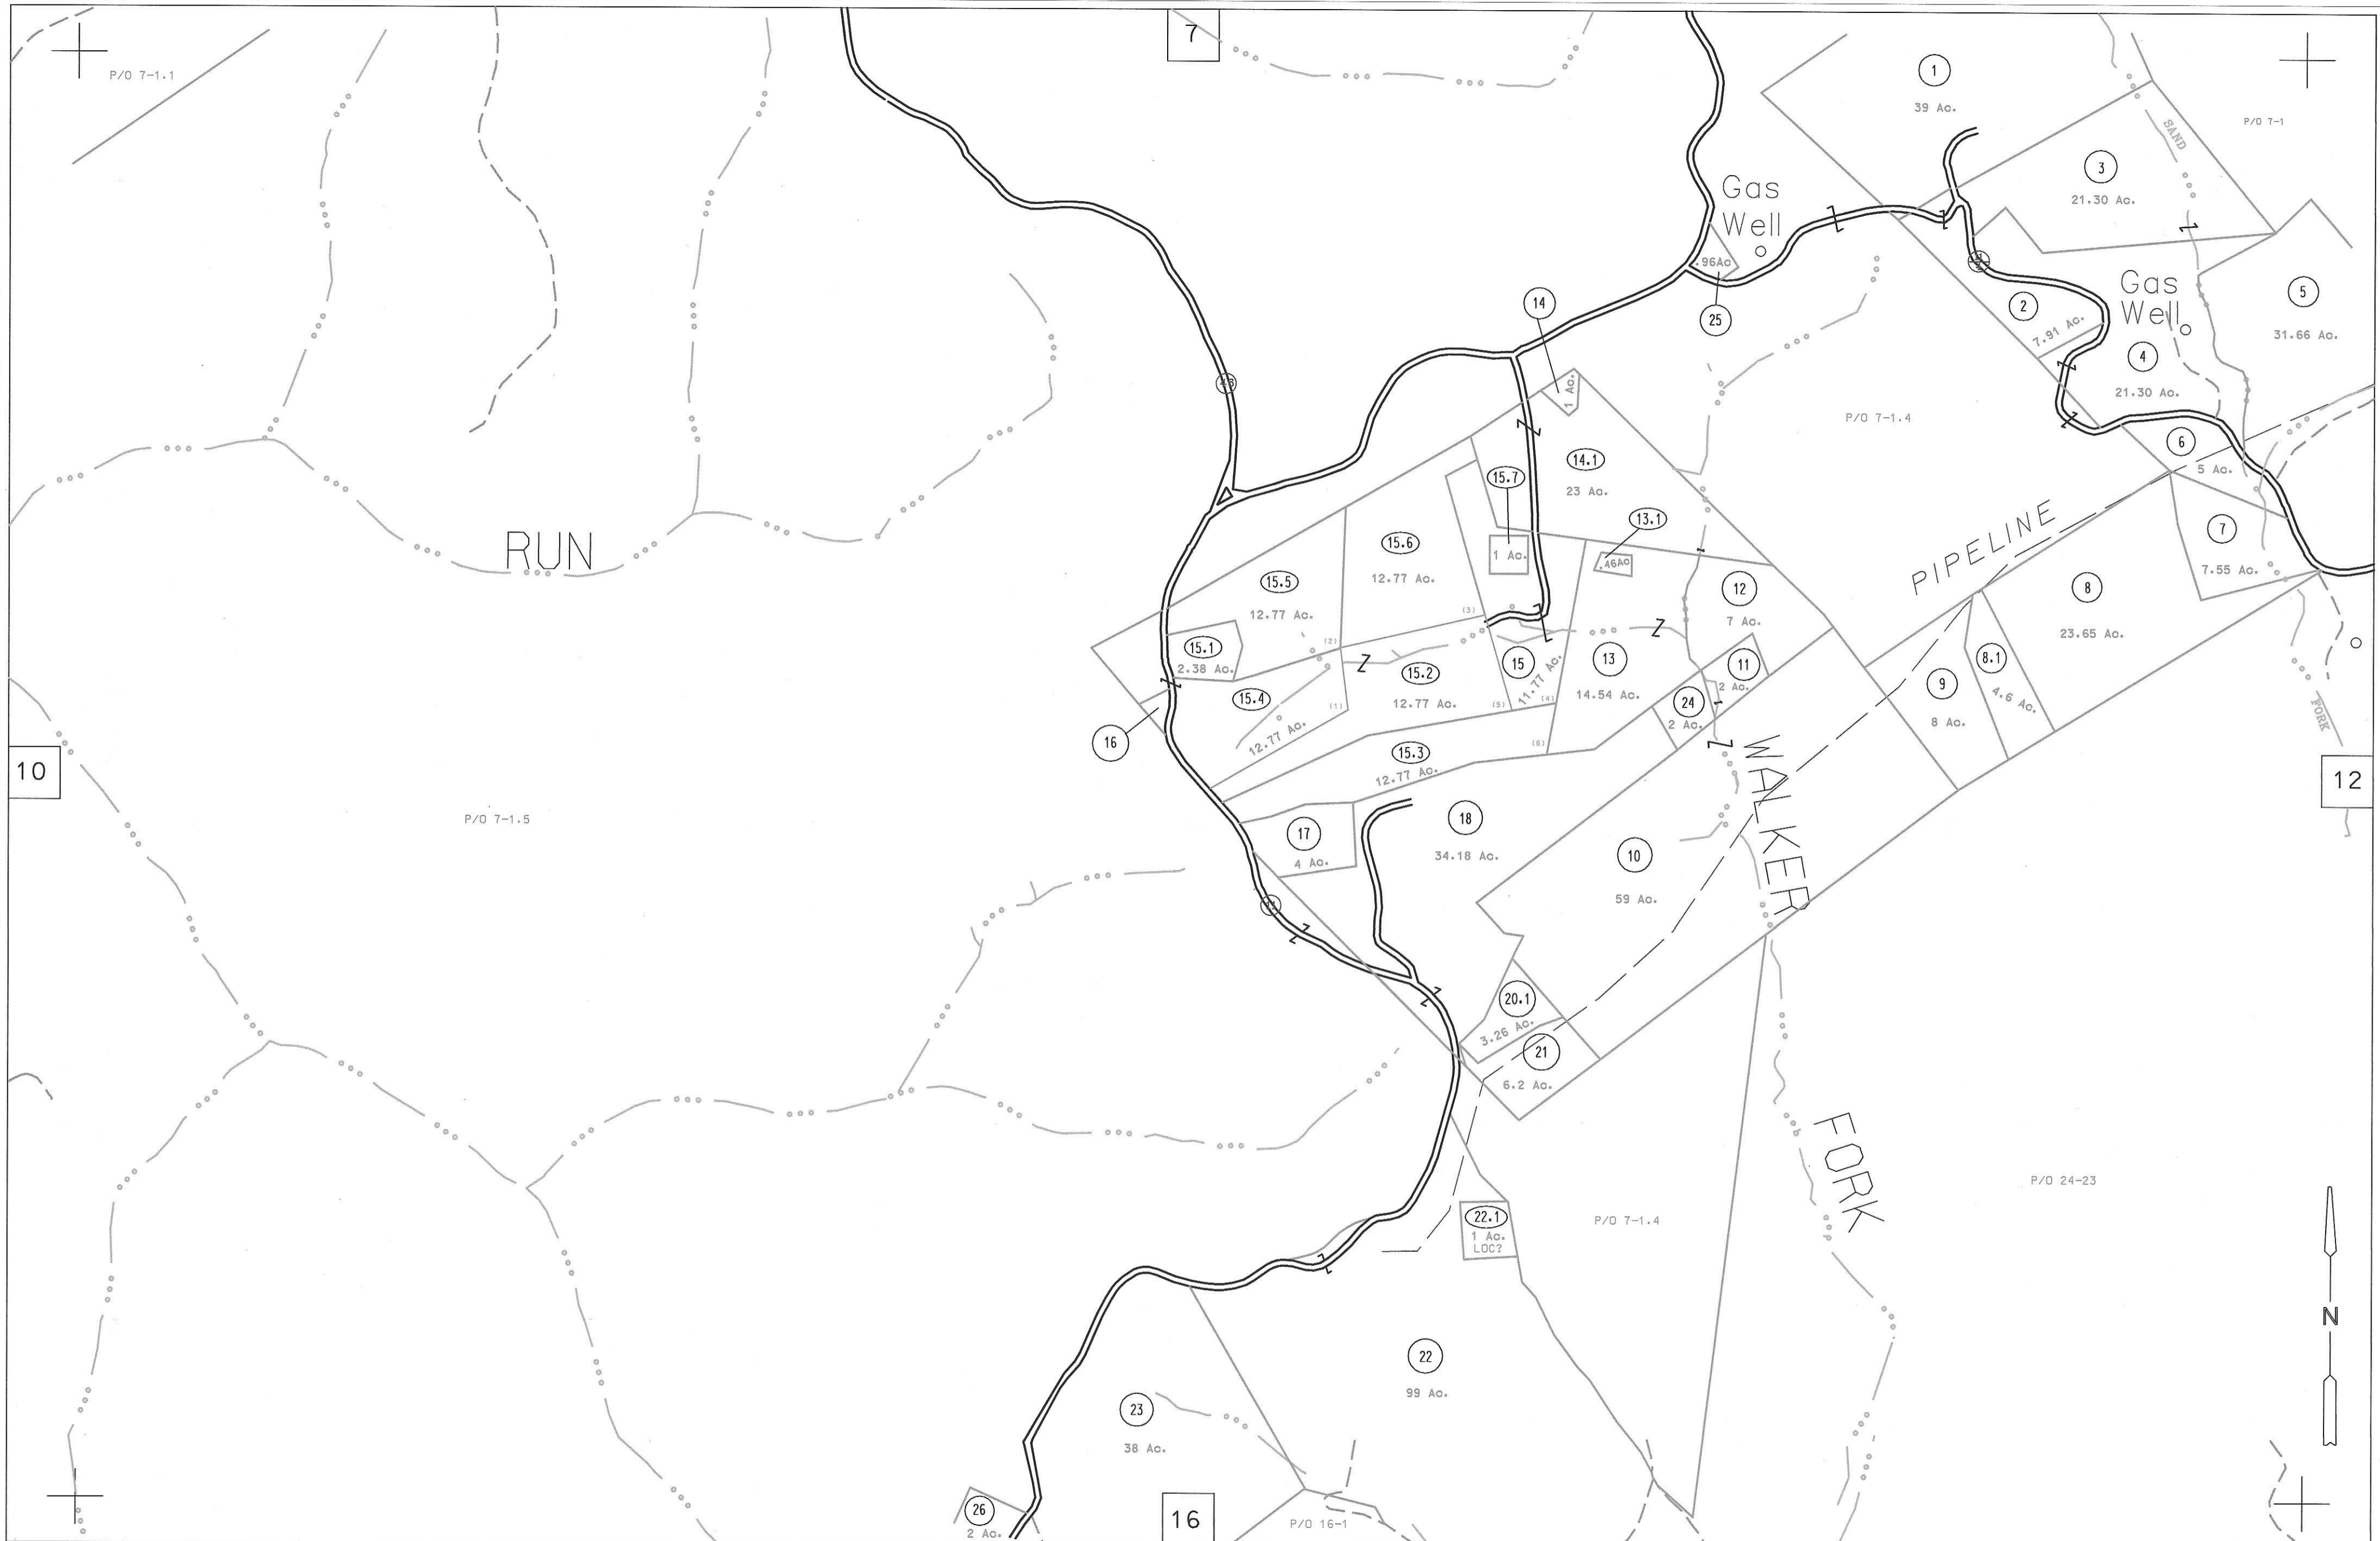 7
P/O 7-1.1
1
39 Ac.
P/O 7-1
SAND
3
21.30 Ac.
Gas
Well
.96Ac
25
2
7.91 Ac.
Gas
Well
4
21.30 Ac.
5
31.66 Ac.
14
1 Ac.
P/O 7-1.4
6
5 Ac.
14.1
23 Ac.
15.7
1 Ac.
13.1
.46Ac
7
7.55 Ac.
RUN
15.6
12.77 Ac.
15.5
12.77 Ac.
PIPELINE
12
7 Ac.
8
23.65 Ac.
(3)
(2)
15.1
2.38 Ac.
15.2
12.77 Ac.
15
11.77 Ac.
13
14.54 Ac.
11
2 Ac.
24
2 Ac.
9
8 Ac.
8.1
4.6 Ac.
FORK
15.4
12.77 Ac.
(1)
(5)
(4)
(6)
16
15.3
12.77 Ac.
10
12
WALKER
P/O 7-1.5
17
4 Ac.
18
34.18 Ac.
10
59 Ac.
20.1
3.26 Ac.
21
6.2 Ac.
FORK
P/O 24-23
22.1
1 Ac.
LOC?
P/O 7-1.4
N
22
99 Ac.
23
38 Ac.
26
2 Ac.
16
P/O 16-1